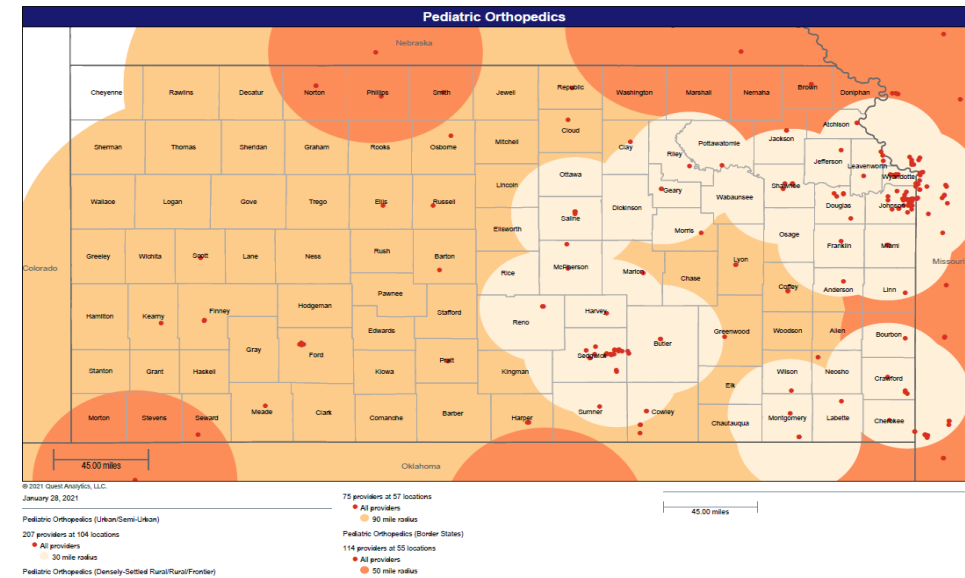 Pediatric Orthopedics
Nebraska
Cheyenne Rawlins Decatur Norton Phillips Smith Jewell Republic Washington Marshall Nemaha Brown Doniphan
Atchison
Sherman Thomas Sheridan Graham Rooks Osborne Mitchell Cloud Clay Riley Pottawatomie Jackson
Jefferson Leavenworth
Lincoln Ottawa Wyandotte
Wallace Logan Gove Trego Ellis Russell Saline Dickinson Geary Wabaunsee Shawnee Douglas Johnson
Ellsworth Morris Osage
Colorado Greeley Wichita Scott Lane Ness Rush Barton Rice McPherson Marion Chase Lyon Franklin Miami Missouri
Pawnee Coffey Anderson Linn
Hamilton Kearny Finney Hodgeman Stafford Reno Harvey
Gray Ford Edwards Sedgwick Butler Greenwood Woodson Allen Bourbon
Stanton Grant Haskell Kiowa Pratt Kingman Elk Wilson Neosho Crawford
Morton Stevens Seward Meade Clark Comanche Barber Harper Sumner Cowley Chautauqua Montgomery Labette Cherokee
45.00 miles
Oklahoma
© 2021 Quest Analytics, LLC.
January 28, 2021
Pediatric Orthopedics (Urban/Semi-Urban)
207 providers at 104 locations
All providers
30 mile radius
Pediatric Orthopedics (Densely-Settled Rural/Rural/Frontier)
75 providers at 57 locations
All providers
90 mile radius
Pediatric Orthopedics (Border States)
114 providers at 55 locations
All providers
50 mile radius
45.00 miles